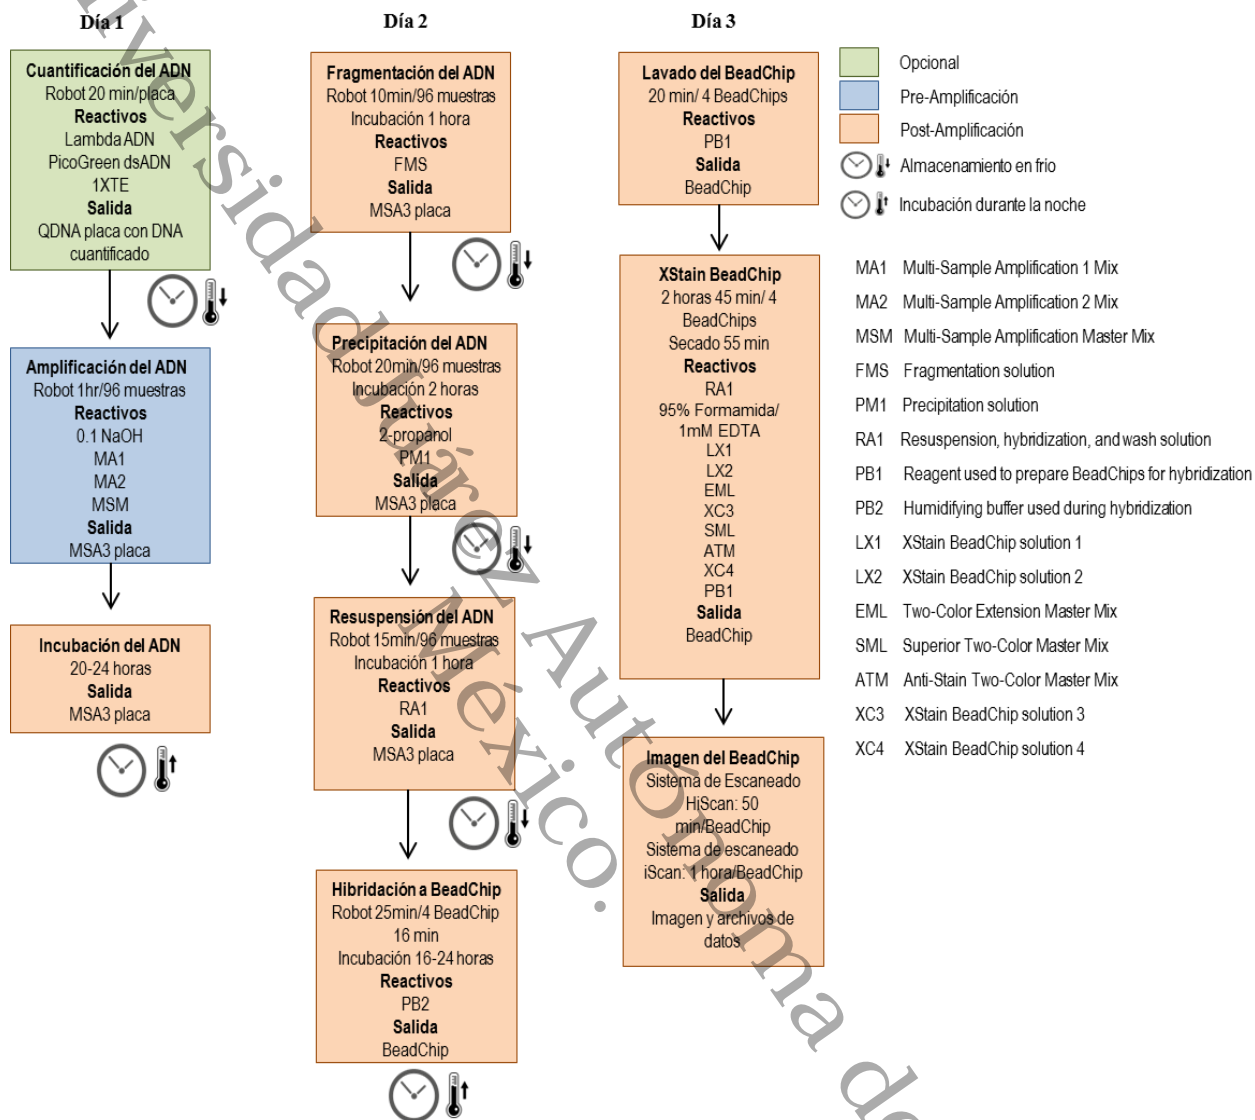 Día 1
Cuantificación del ADN
Robot 20 min/placa
Reactivos
Lambda ADN
PicoGreen dsADN
1XTE
Salida
QDNA placa con DNA
cuantificado
Amplificación del ADN
Robot 1hr/96 muestras
Reactivos
0.1 NaOH
MA1
MA2
MSM
Salida
MSA3 placa
Incubación del ADN
20-24 horas
Salida
MSA3 placa
Día 2
Fragmentación del ADN
Robot 10min/96 muestras
Incubación 1 hora
Reactivos
FMS
Salida
MSA3 placa
Precipitación del ADN
Robot 20min/96 muestras
Incubación 2 horas
Reactivos
2-propanol
PM1
Salida
MSA3 placa
Resuspensión del ADN
Robot 15min/96 muestras
Incubación 1 hora
Reactivos
RA1
Salida
MSA3 placa
Hibridación a BeadChip
Robot 25min/4 BeadChip
16 min
Incubación 16-24 horas
Reactivos
PB2
Salida
BeadChip
Día 3
Lavado del BeadChip
20 min/ 4 BeadChips
Reactivos
PB1
Salida
BeadChip
XStain BeadChip
2 horas 45 min/ 4
BeadChips
Secado 55 min
Reactivos
RA1
95% Formamida/
1mM EDTA
LX1
LX2
EML
XC3
SML
ATM
XC4
PB1
Salida
BeadChip
Imagen del BeadChip
Sistema de Escaneado
HiScan: 50
min/BeadChip
Sistema de escaneado
iScan: 1 hora/BeadChip
Salida
Imagen y archivos de
datos
Opcional
Pre-Amplificación
Post-Amplificación
Almacenamiento en frio
Incubación durante la noche
MA1 Multi-Sample Amplification 1 Mix
MA2 Multi-Sample Amplification 2 Mix
MSM Multi-Sample Amplification Master Mix
FMS Fragmentation solution
PM1 Precipitation solution
RA1 Resuspension, hybridization, and wash solution
PB1 Reagent used to prepare BeadChips for hybridization
PB2 Humidifying buffer used during hybridization
LX1 XStain BeadChip solution 1
LX2 XStain BeadChip solution 2
EML Two-Color Extension Master Mix
SML Superior Two-Color Master Mix
ATM Anti-Stain Two-Color Master Mix
XC3 XStain BeadChip solution 3
XC4 XStain BeadChip solution 4
Juárez Autónoma de
México.